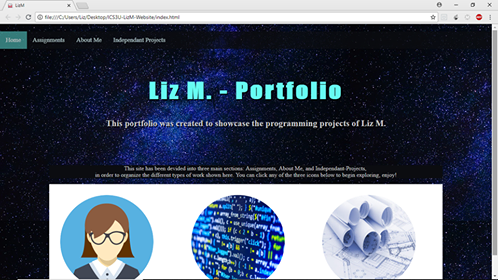 LizM
file:///C:/Users/Liz/Desktop/ICS3U-LizM-Website/index.html
Home Assignments About Me Independant Projects
Liz M. - Portfolio
This portfolio was created to showcase the programming projects of Liz M.
This site has been devided into three main sections: Assignments, About Me, and Independant Projects,
in order to organize the different types of work shown here. You can click any of the three icons below to begin exploring, enjoy!